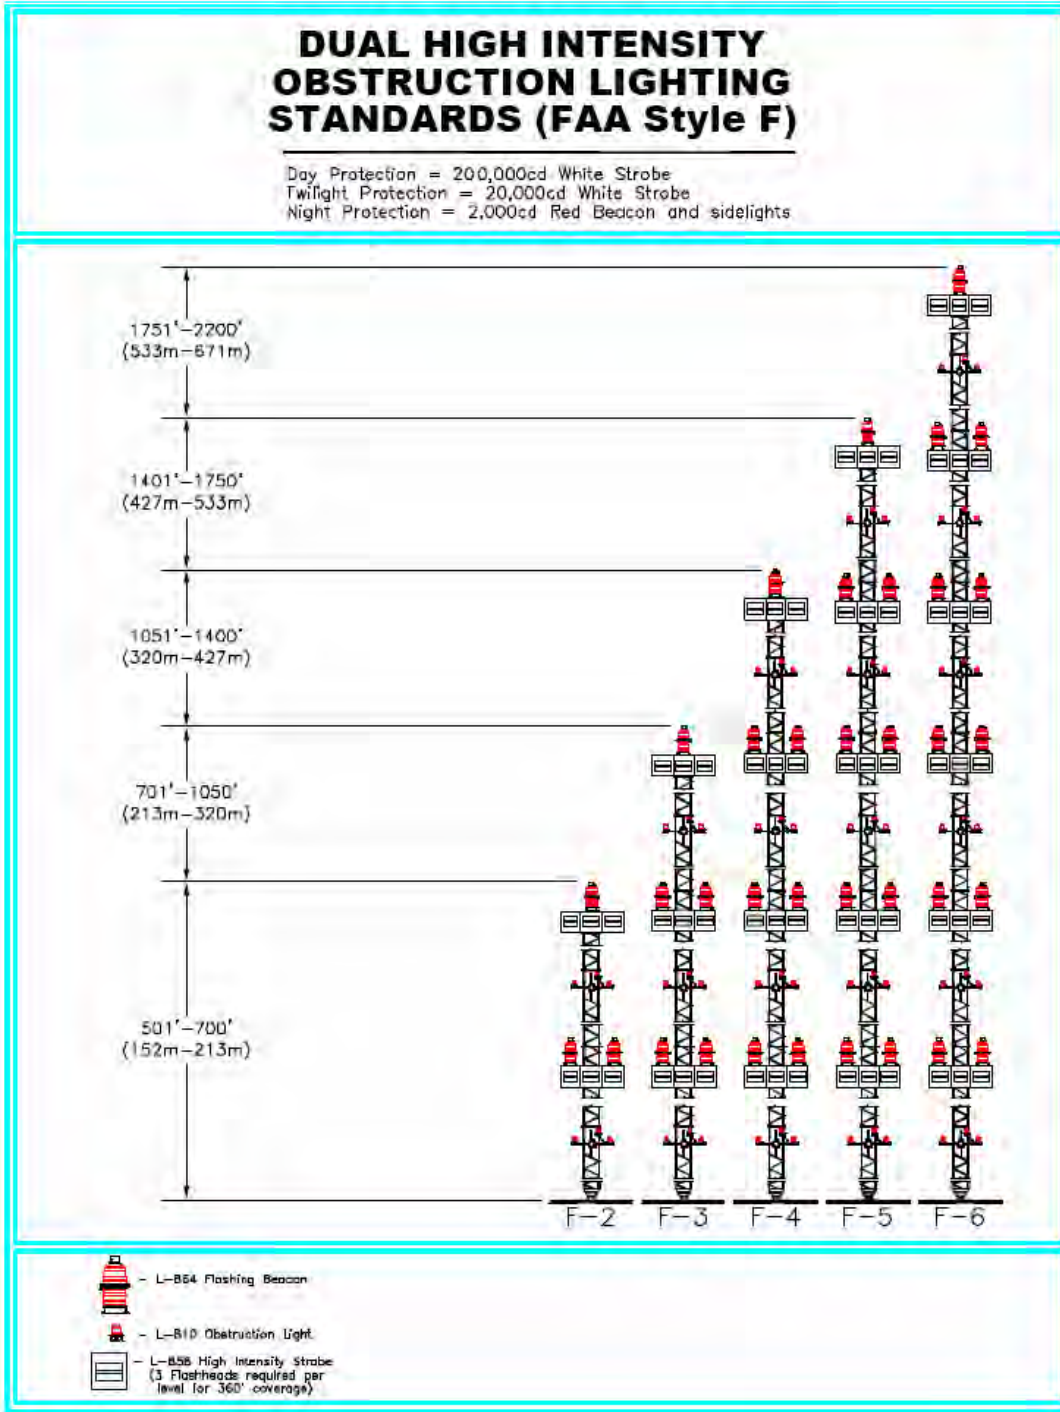 DUAL HIGH INTENSITY
OBSTRUCTION LIGHTING
STANDARDS (FAA Style F)
Day Protection = 200,000cd White Strobe
Twilight Protection = 20,000cd White Strobe
Night Protection = 2,000cd Red Beacon and sidelights
1751'-2200'
(533m-671m)
1401'-1750'
(427m-533m)
1051'-1400'
(320m-427m)
701'-1050'
(213m-320m)
501'-700'
(152m-213m)
F-2 F-3 F-4 F-5 F-6
- L-864 Flashing Beacon
- L-810 Obstruction Light
- L-856 High Intensity Strobe
(3 Flashheads required per
level for 360° coverage)